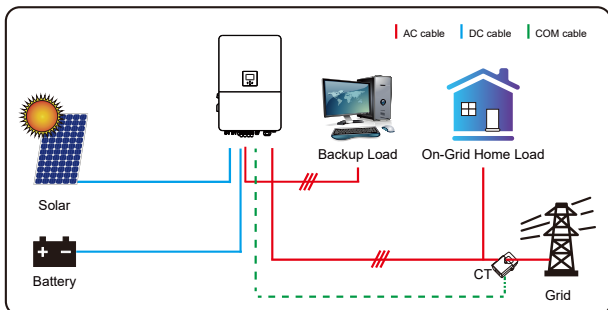 AC cable
DC cable
COM cable
Backup Load
On-Grid Home Load
Solar
CT
Battery
Grid